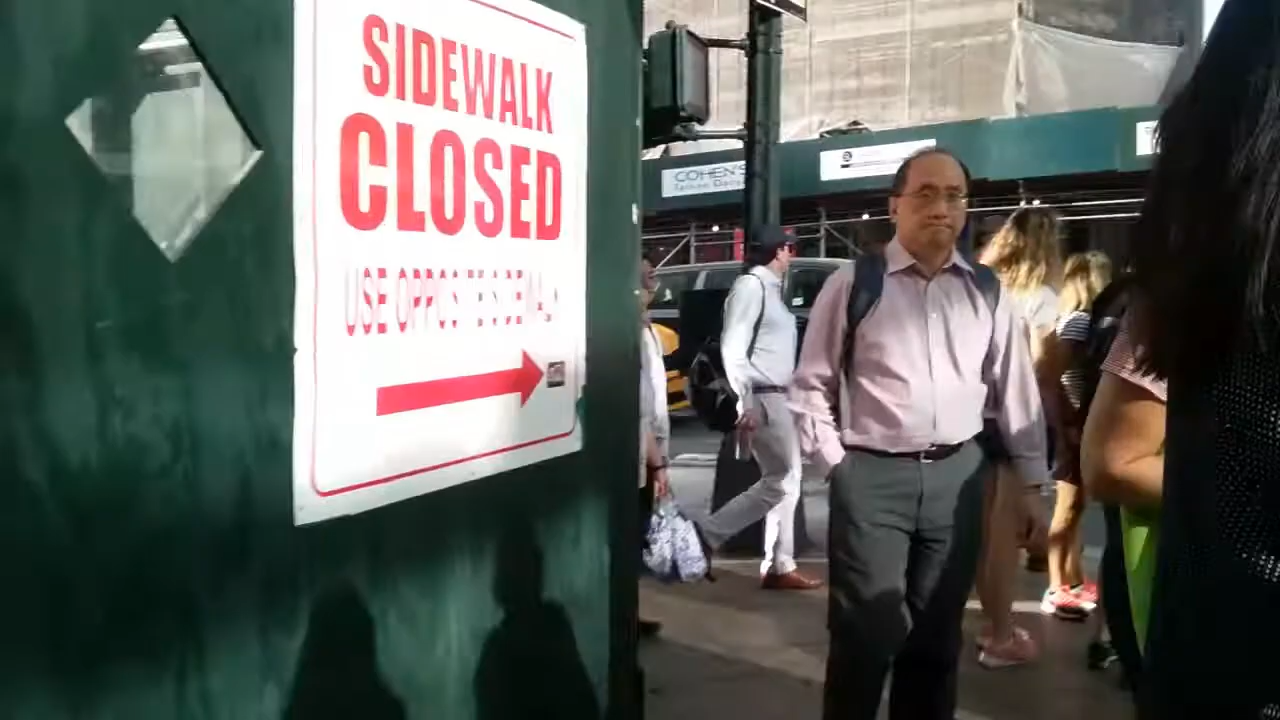 SIDEWALK
CLOSED
USE OPPOSITE SIDEWALK
COHEN'S